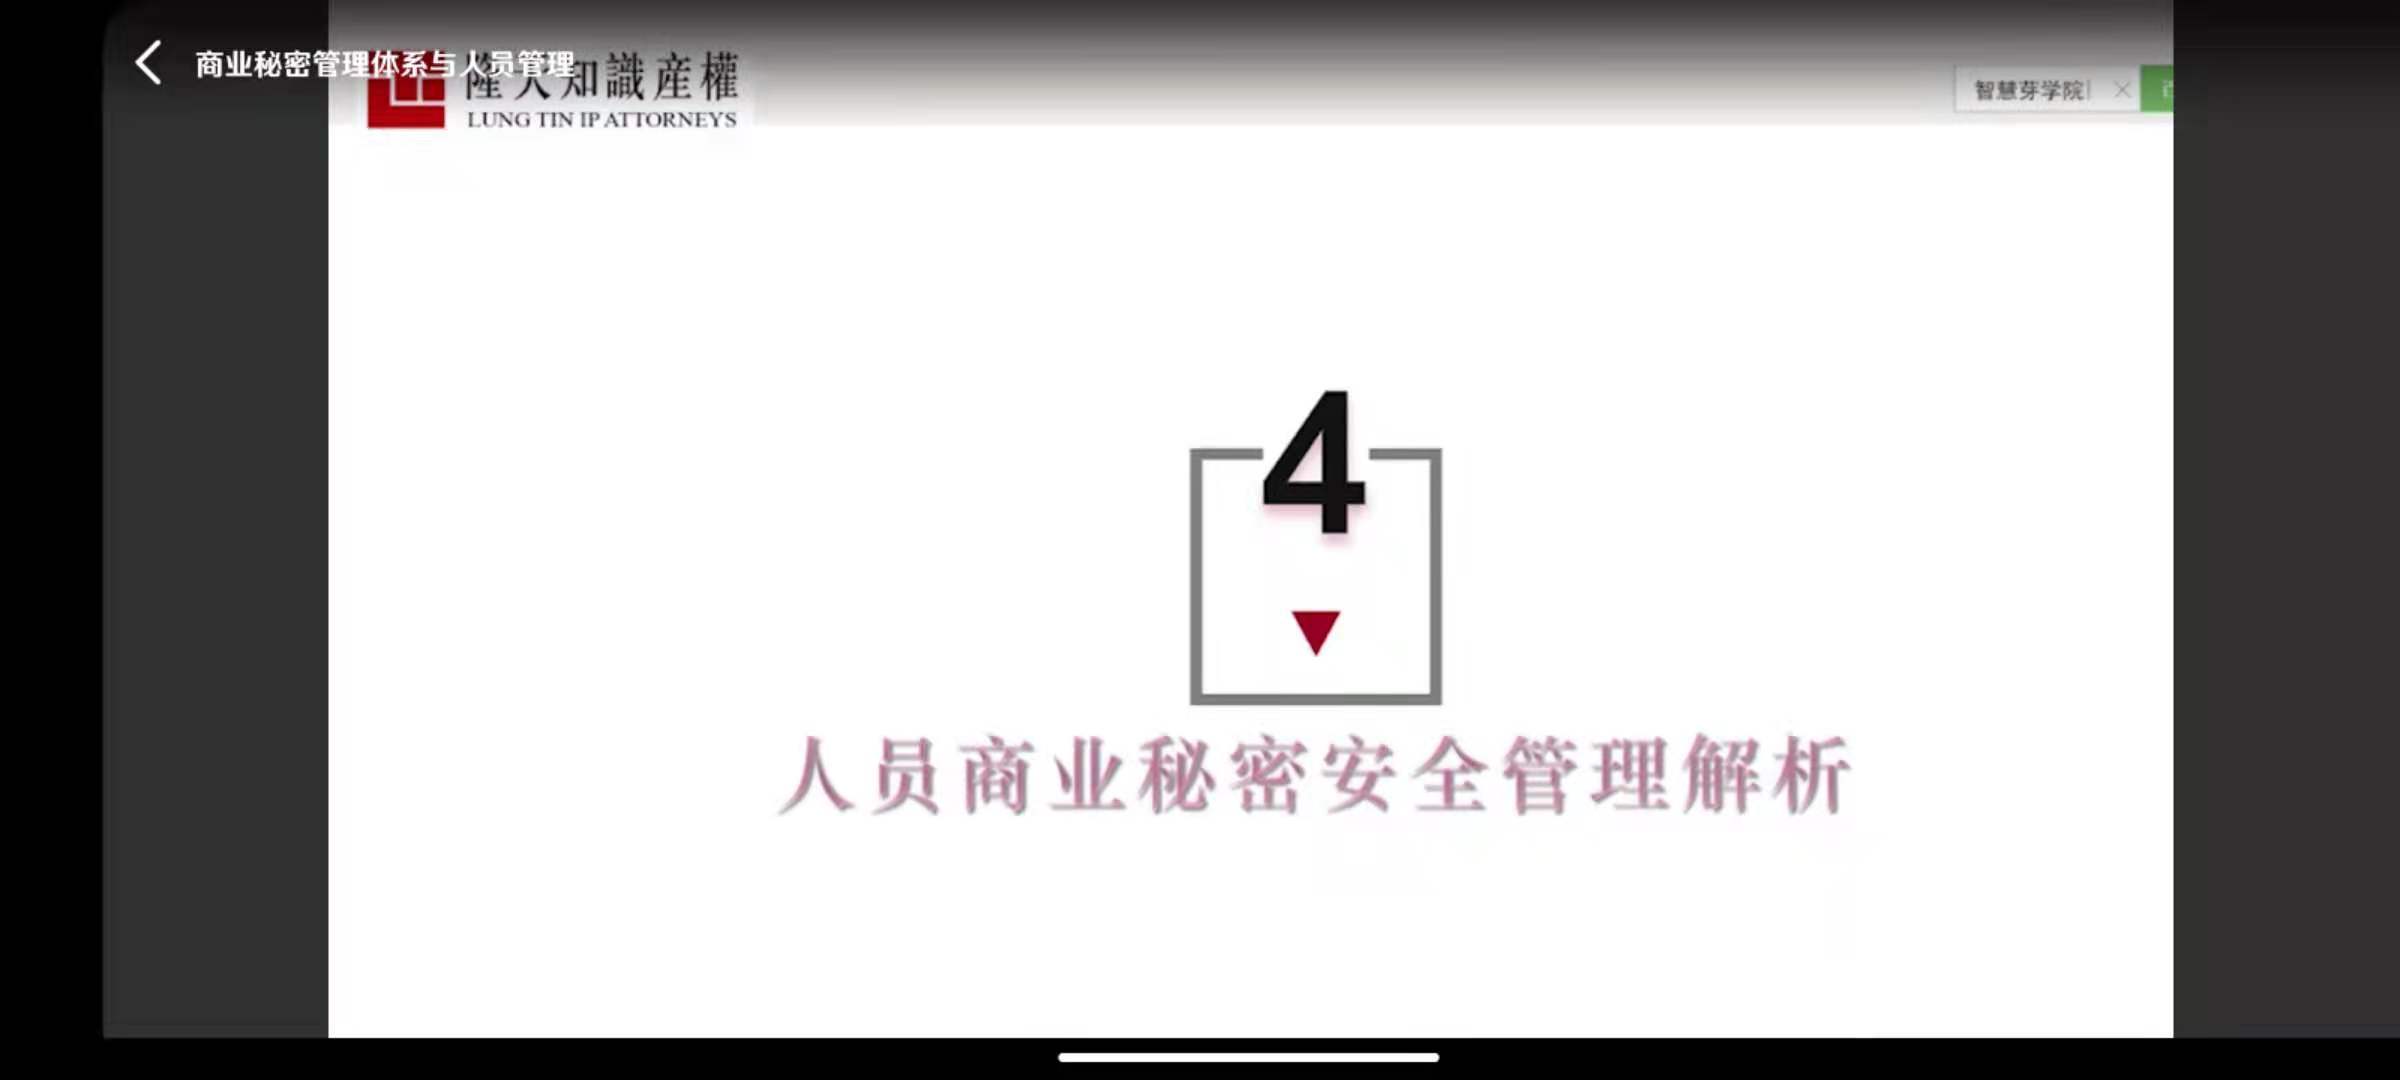 商业秘密管理体系与人员管理
隆天知識産權
LUNG TIN IP ATTORNEYS
智慧芽学院
4
人员商业秘密安全管理解析